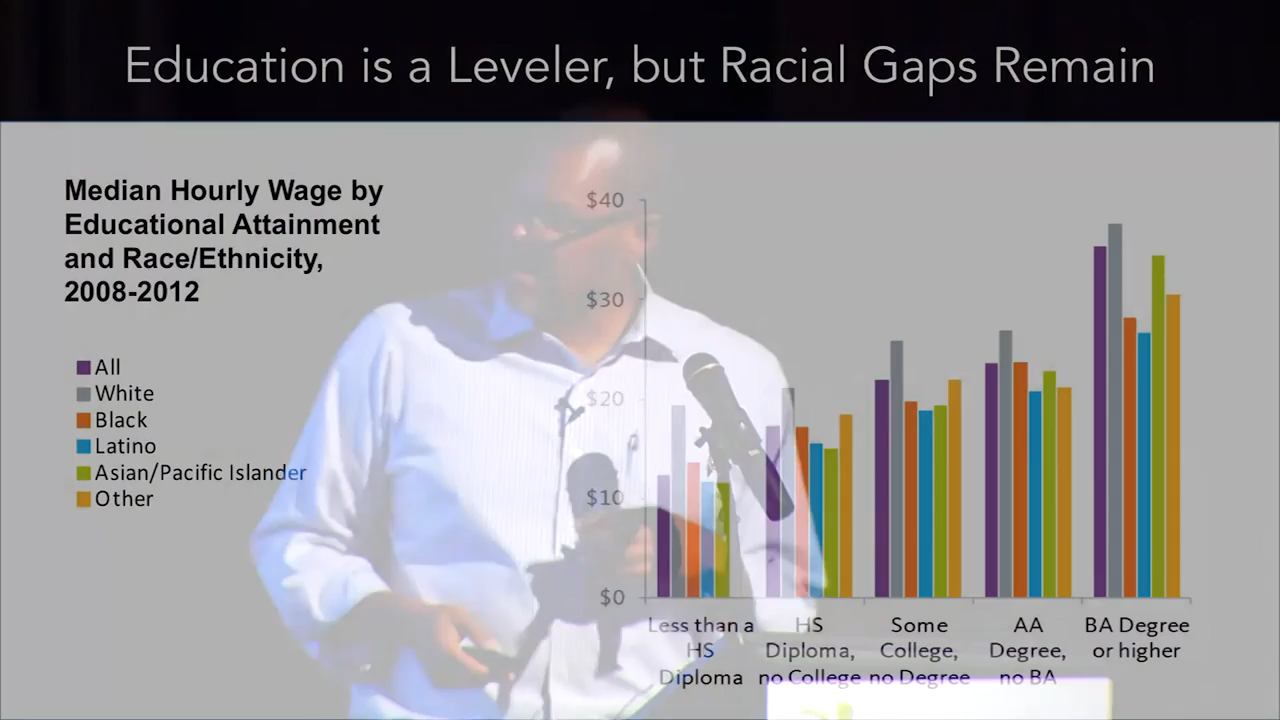 Education is a Leveler, but Racial Gaps Remain
Median Hourly Wage by
Educational Attainment
and Race/Ethnicity,
2008-2012
All
White
Black
Latino
Asian/Pacific Islander
Other
$40
$30
$20
$10
$0
Less than a
HS
Diploma
HS
Diploma,
no College
Some
College,
no Degree
AA
Degree,
no BA
BA Degree
or higher